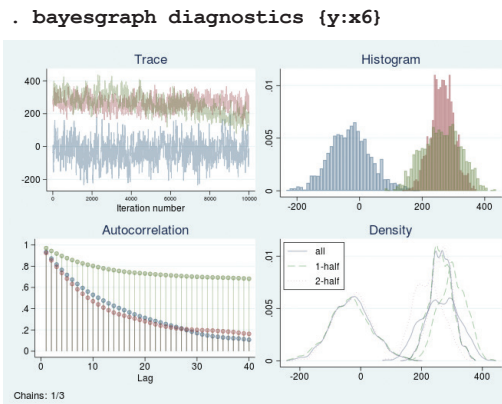 . bayesgraph diagnostics {y:x6}
Trace
400
200
0
-200
0 2000 4000 6000 8000 10000
Iteration number
Histogram
.01
.005
0
-200 0 200 400
Autocorrelation
1
.8
.6
.4
.2
0
0 10 20 30 40
Lag
Density
all
1-half
2-half
.01
.005
0
-200 0 200 400
Chains: 1/3